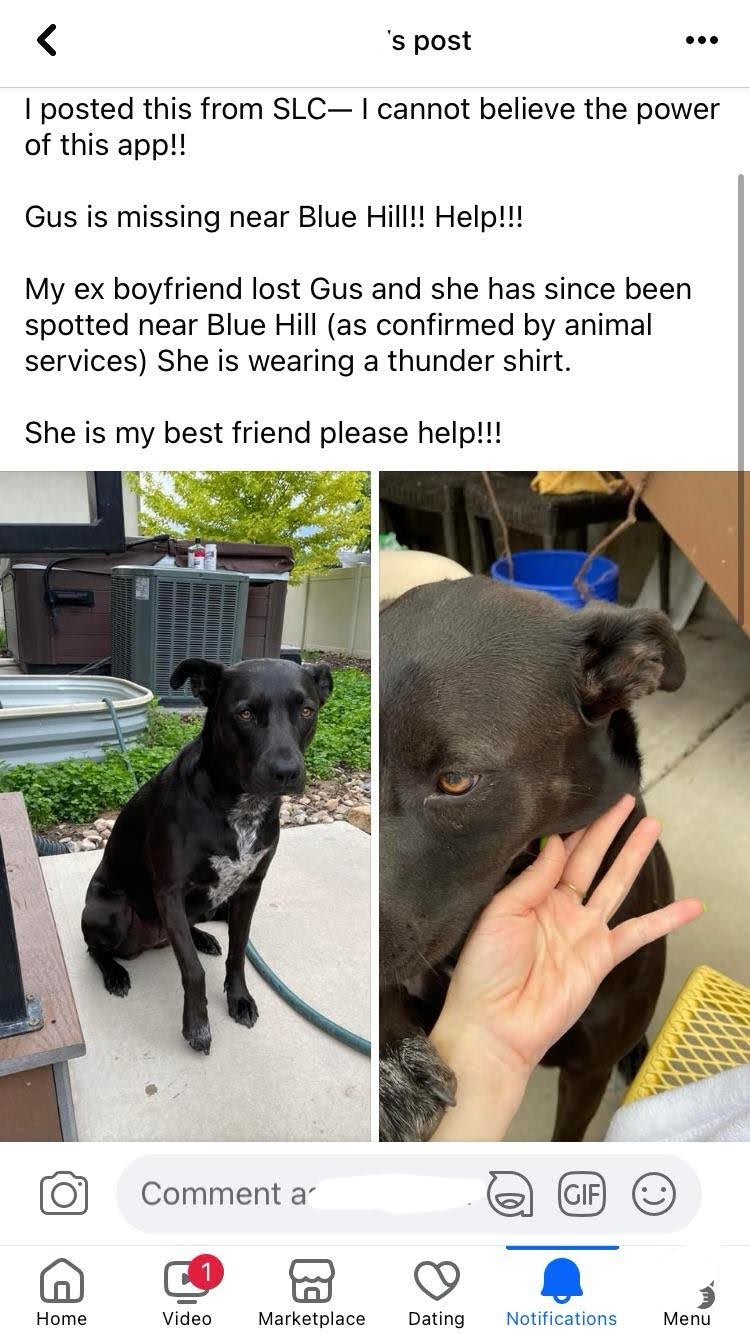 's post
I posted this from SLC— I cannot believe the power
of this app!!
Gus is missing near Blue Hill!! Help!!!
My ex boyfriend lost Gus and she has since been
spotted near Blue Hill (as confirmed by animal
services) She is wearing a thunder shirt.
She is my best friend please help!!!
Comment
GIF
1
Home Video Marketplace Dating Notifications Menu